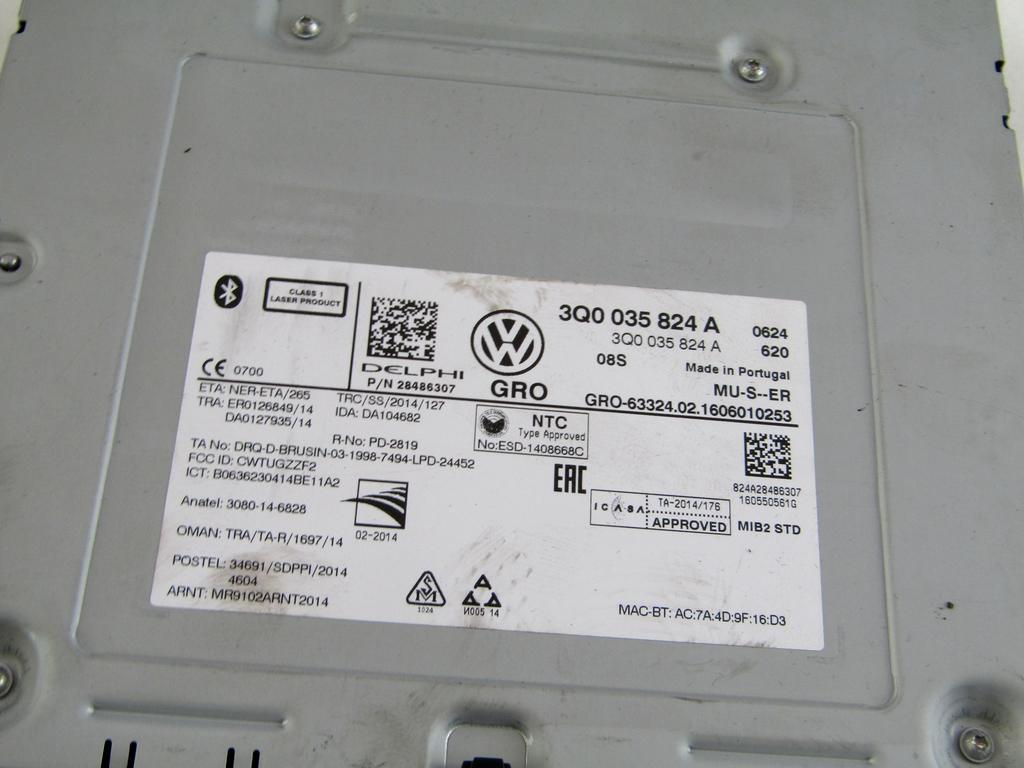 CLASS 1
LASER PRODUCT
CE 0700
DELPHI
P/N 28486307
GRO
3Q0 035 824 A
3Q0 035 824 A
08S
0624
620
Made in Portugal
MU-S--ER
GRO-63324.02.1606010253
ETA: NER-ETA/265
TRA: ER0126849/14
DA0127935/14
TRC/SS/2014/127
IDA: DA104682
R-No: PD-2819
TA No: DRQ-D-BRUSIN-03-1998-7494-LPD-24452
FCC ID: CWTUGZZF2
ICT: B0636230414BE11A2
Anatel: 3080-14-6828
02-2014
OMAN: TRA/TA-R/1697/14
POSTEL: 34691/SDPPI/2014
4604
ARNT: MR9102ARNT2014
NTC
Type Approved
No:ESD-1408668C
EAC
ICASA
TA-2014/176
APPROVED
824A28486307
160550561G
MIB2 STD
1024
И005 14
MAC-BT: AC:7A:4D:9F:16:D3